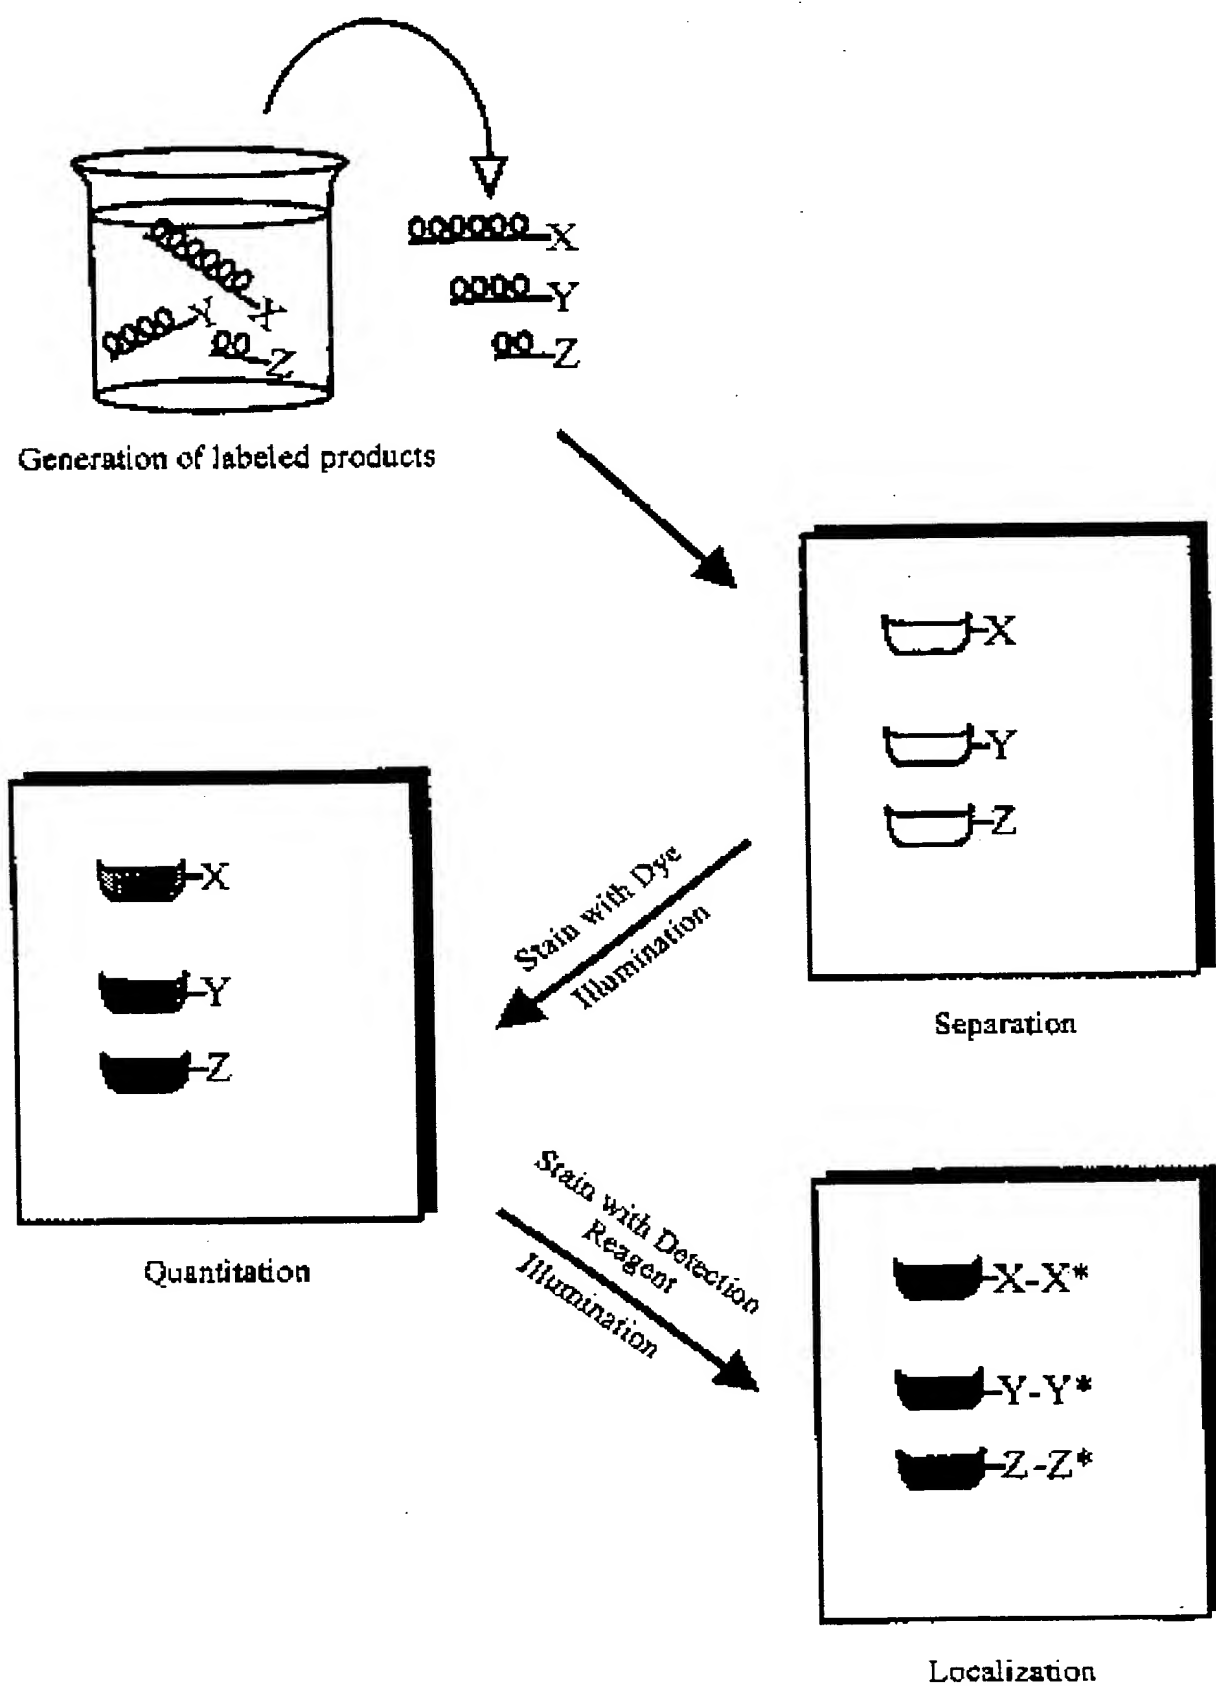 X
Y
Z
X
Y
Z
Generation of labeled products
X
Y
Z
Separation
Stain with Dye
Illumination
X
Y
Z
Quantitation
Stain with Detection
Reagent
Illumination
X-X*
Y-Y*
Z-Z*
Localization